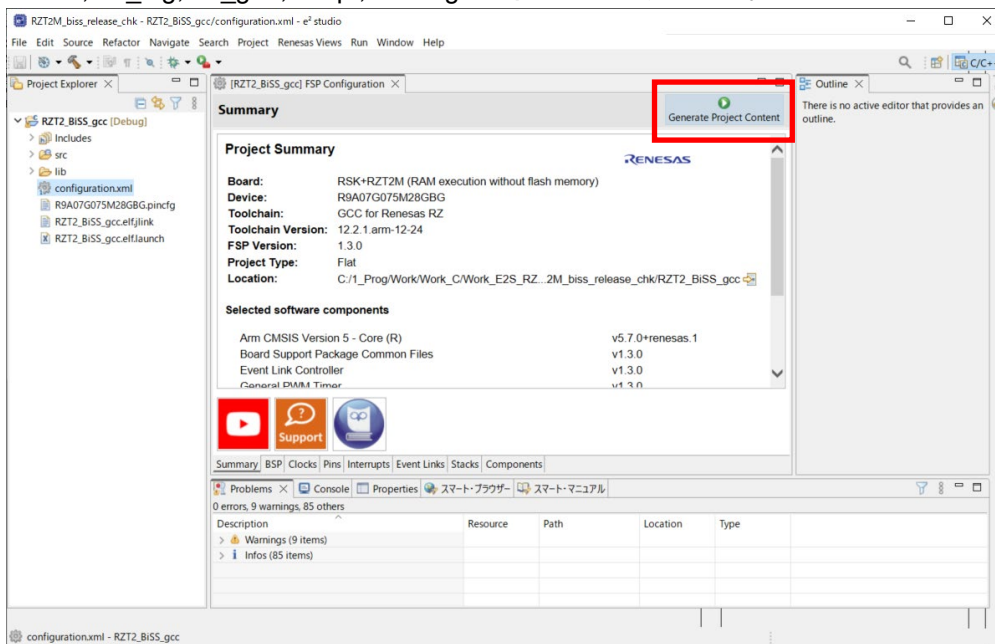 RZT2M_biss_release_chk - RZT2_BiSS_gcc/configuration.xml - e² studio
File Edit Source Refactor Navigate Search Project Renesas Views Run Window Help
C/C+
Project Explorer
[RZT2_BiSS_gcc] FSP Configuration
Outline
RZT2_BiSS_gcc [Debug]
Includes
src
lib
configuration.xml
R9A07G075M28GBG.pincfg
RZT2_BiSS_gcc.elf.jlink
RZT2_BiSS_gcc.elf.launch
Summary
Generate Project Content
There is no active editor that provides an
outline.
Project Summary
RENESAS
Board: RSK+RZT2M (RAM execution without flash memory)
Device: R9A07G075M28GBG
Toolchain: GCC for Renesas RZ
Toolchain Version: 12.2.1.arm-12-24
FSP Version: 1.3.0
Project Type: Flat
Location: C:/1_Prog/Work/Work_C/Work_E2S_RZ...2M_biss_release_chk/RZT2_BiSS_gcc
Selected software components
Arm CMSIS Version 5 - Core (R) v5.7.0+renesas.1
Board Support Package Common Files v1.3.0
Event Link Controller v1.3.0
General PWM Timer v1.3.0
Support
Summary BSP Clocks Pins Interrupts Event Links Stacks Components
Problems Console Properties スマート・ブラウザー スマート・マニュアル
0 errors, 9 warnings, 85 others
Description Resource Path Location Type
Warnings (9 items)
Infos (85 items)
configuration.xml - RZT2_BiSS_gcc